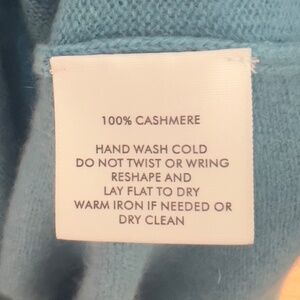 100% CASHMERE
HAND WASH COLD
DO NOT TWIST OR WRING
RESHAPE AND
LAY FLAT TO DRY
WARM IRON IF NEEDED OR
DRY CLEAN